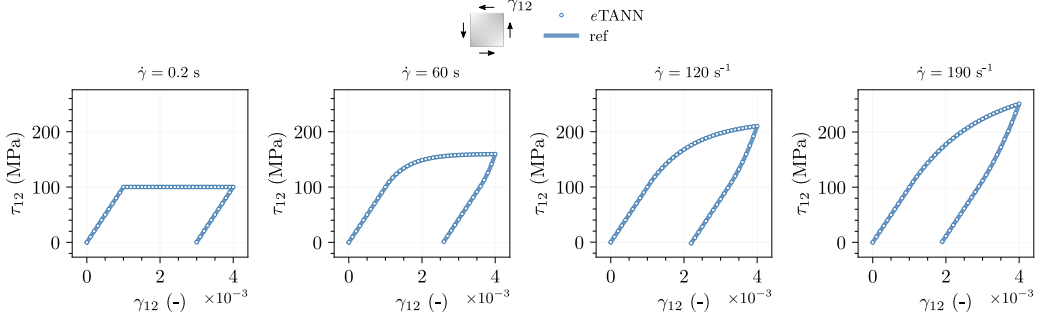 γ₁₂
eTANN
ref
γ̇ = 0.2 s
γ̇ = 60 s
γ̇ = 120 s⁻¹
γ̇ = 190 s⁻¹
τ₁₂ (MPa)
200
100
0
0
2
4
γ₁₂ (-)
×10⁻³
τ₁₂ (MPa)
200
100
0
0
2
4
γ₁₂ (-)
×10⁻³
τ₁₂ (MPa)
200
100
0
0
2
4
γ₁₂ (-)
×10⁻³
τ₁₂ (MPa)
200
100
0
0
2
4
γ₁₂ (-)
×10⁻³